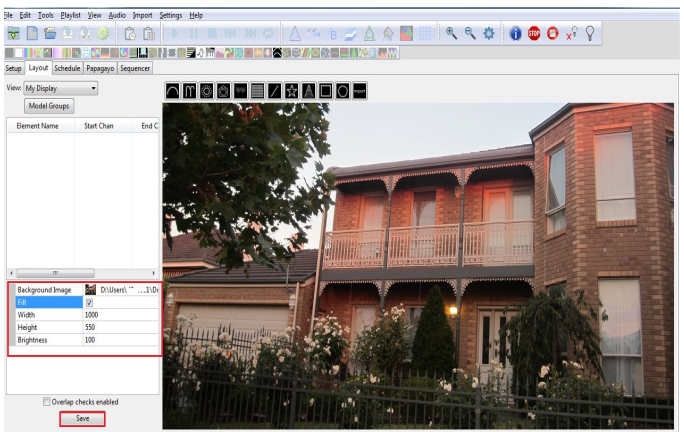 File Edit Tools Playlist View Audio Import Settings Help
STOP
Setup Layout Schedule Papagayo Sequencer
View: My Display
Import
Model Groups
Element Name Start Chan End C
Background Image D:\Users\
Fill
Width 1000
Height 550
Brightness 100
Overlap checks enabled
Save